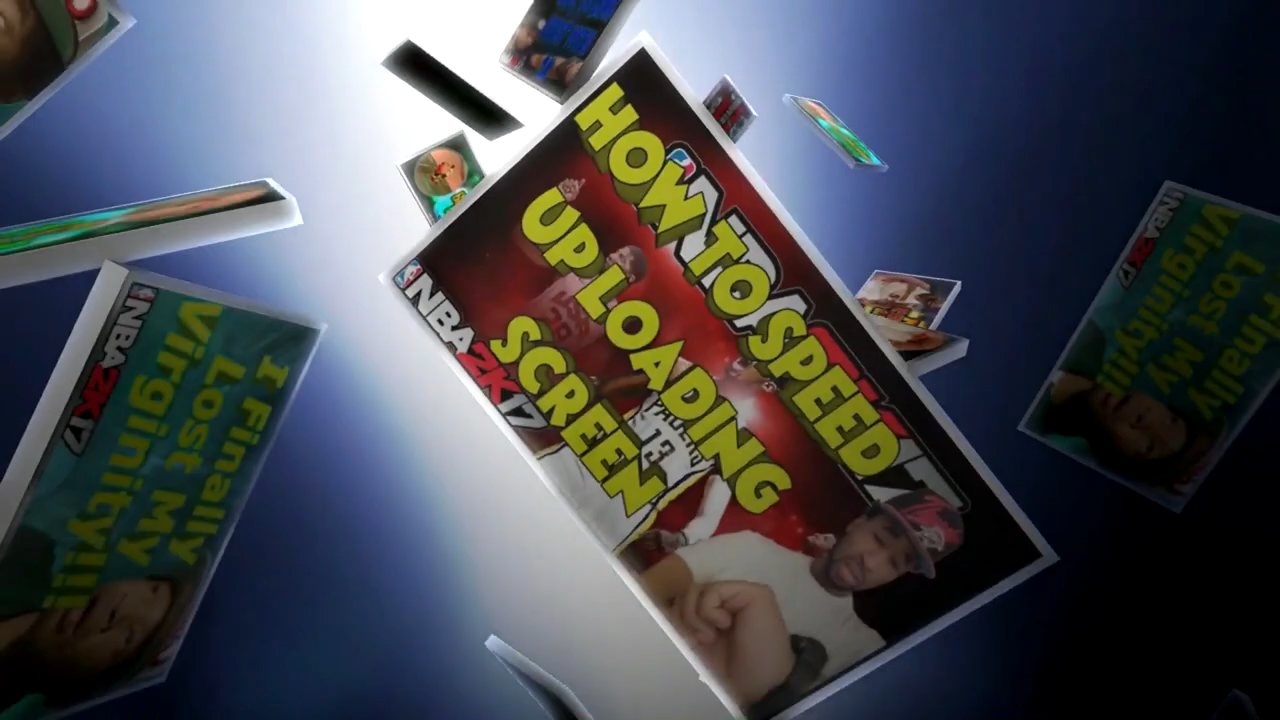 HOW TO SPEED
UP LOADING
SCREEN
NBA2K17
I Finally
Lost My
Virginity!!!
NBA2K17
Finally
Lost My
Virginity!!!
NBA2K17